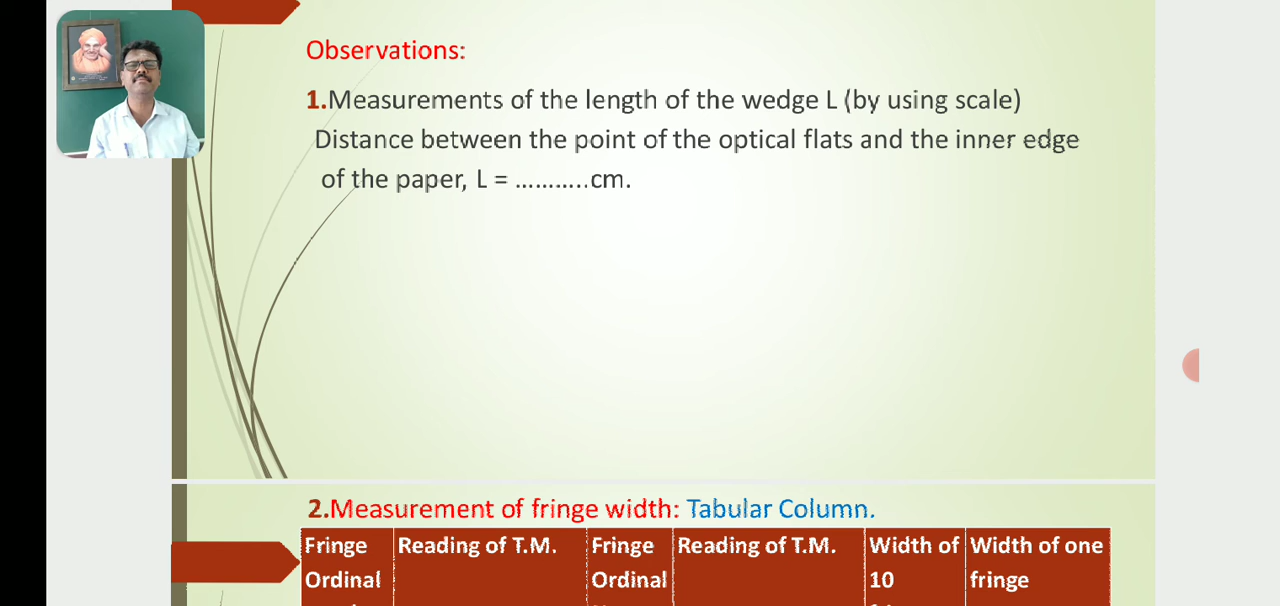 Observations:
1.Measurements of the length of the wedge L (by using scale)
Distance between the point of the optical flats and the inner edge
of the paper, L = ………..cm.
2.Measurement of fringe width: Tabular Column.
Fringe Reading of T.M. Fringe Reading of T.M. Width of Width of one
Ordinal Ordinal 10 fringe